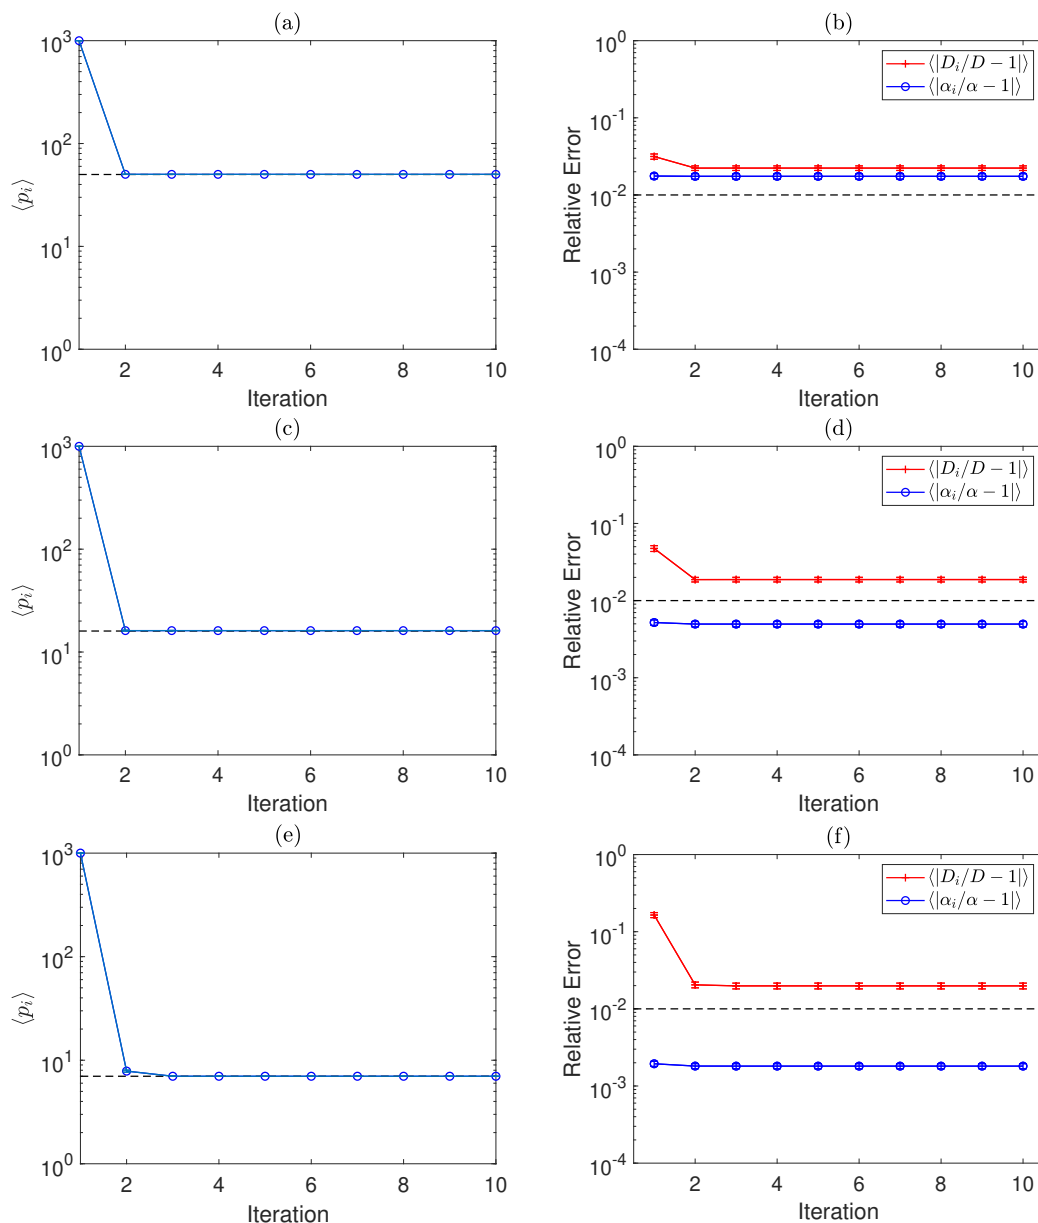 (a)
10^3
10^2
10^1
10^0
⟨p_i⟩
2 4 6 8 10
Iteration
(b)
10^0
10^-1
10^-2
10^-3
10^-4
Relative Error
⟨|D_i/D − 1|⟩
⟨|α_i/α − 1|⟩
2 4 6 8 10
Iteration
(c)
10^3
10^2
10^1
10^0
⟨p_i⟩
2 4 6 8 10
Iteration
(d)
10^0
10^-1
10^-2
10^-3
10^-4
Relative Error
⟨|D_i/D − 1|⟩
⟨|α_i/α − 1|⟩
2 4 6 8 10
Iteration
(e)
10^3
10^2
10^1
10^0
⟨p_i⟩
2 4 6 8 10
Iteration
(f)
10^0
10^-1
10^-2
10^-3
10^-4
Relative Error
⟨|D_i/D − 1|⟩
⟨|α_i/α − 1|⟩
2 4 6 8 10
Iteration